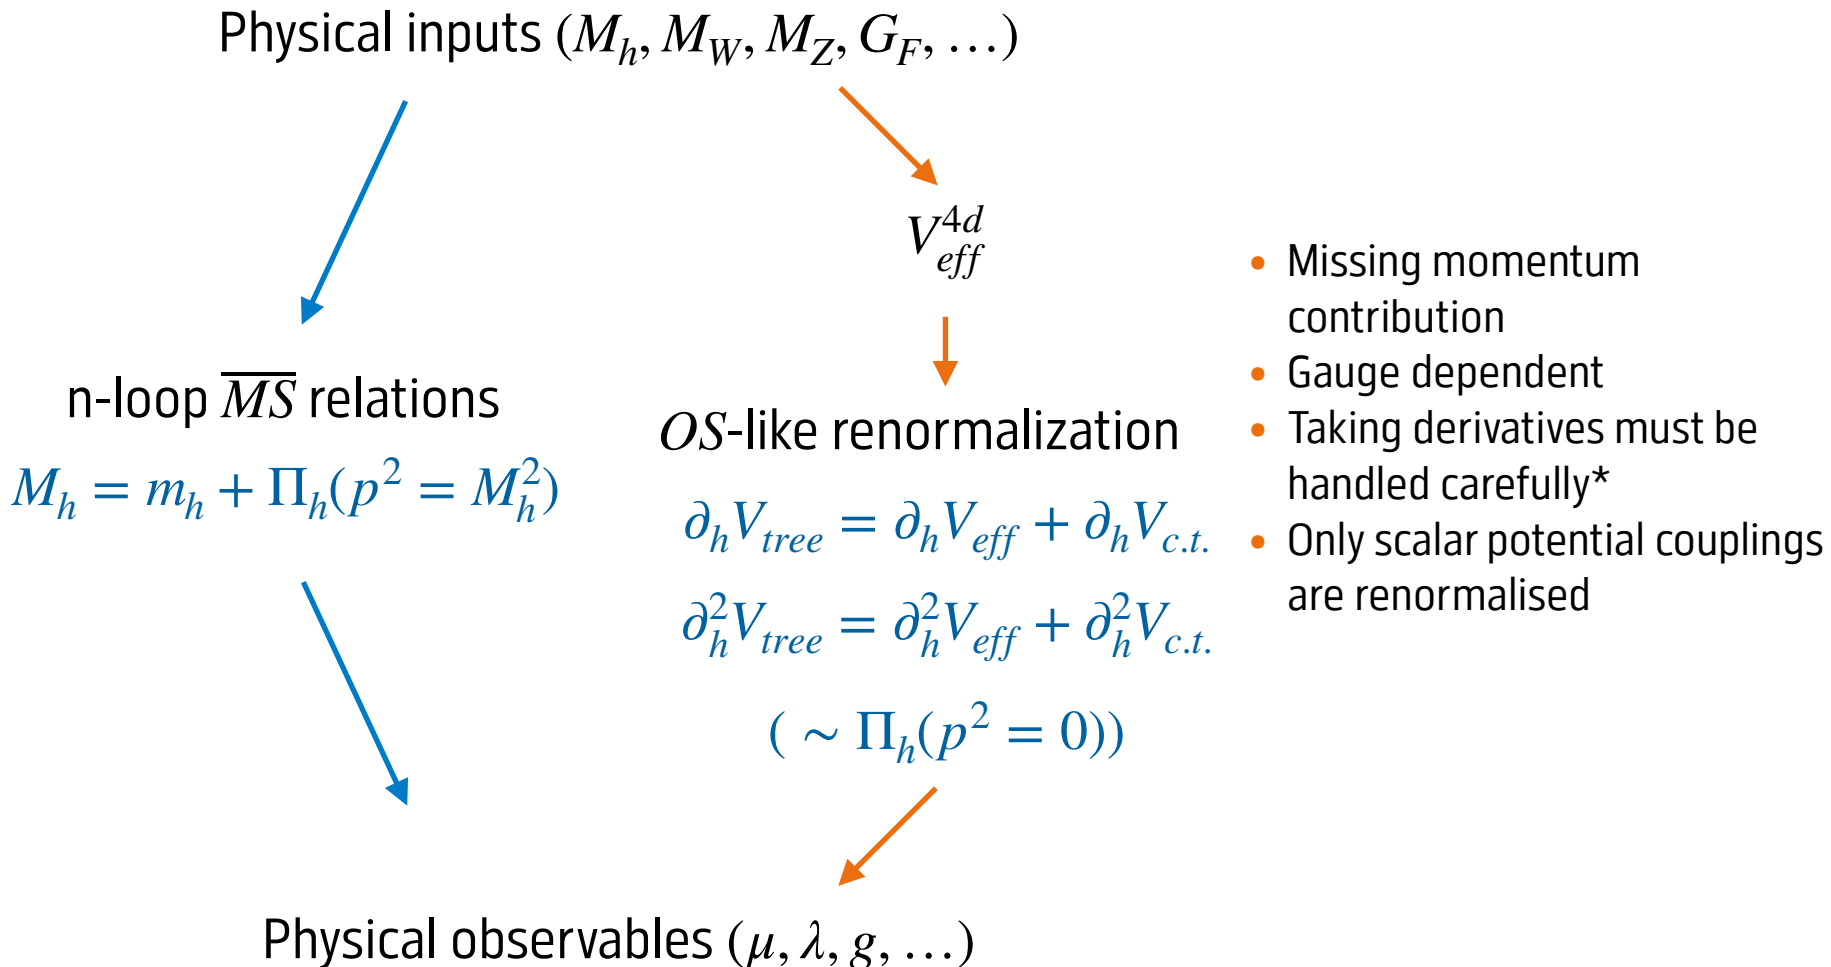 Physical inputs (M_h, M_W, M_Z, G_F, …)
V_{eff}^{4d}
n-loop \overline{MS} relations
M_h = m_h + Π_h(p^2 = M_h^2)
OS-like renormalization
∂_h V_{tree} = ∂_h V_{eff} + ∂_h V_{c.t.}
∂_h^2 V_{tree} = ∂_h^2 V_{eff} + ∂_h^2 V_{c.t.}
( ∼ Π_h(p^2 = 0))
• Missing momentum
contribution
• Gauge dependent
• Taking derivatives must be
handled carefully*
• Only scalar potential couplings
are renormalised
Physical observables (μ, λ, g, …)